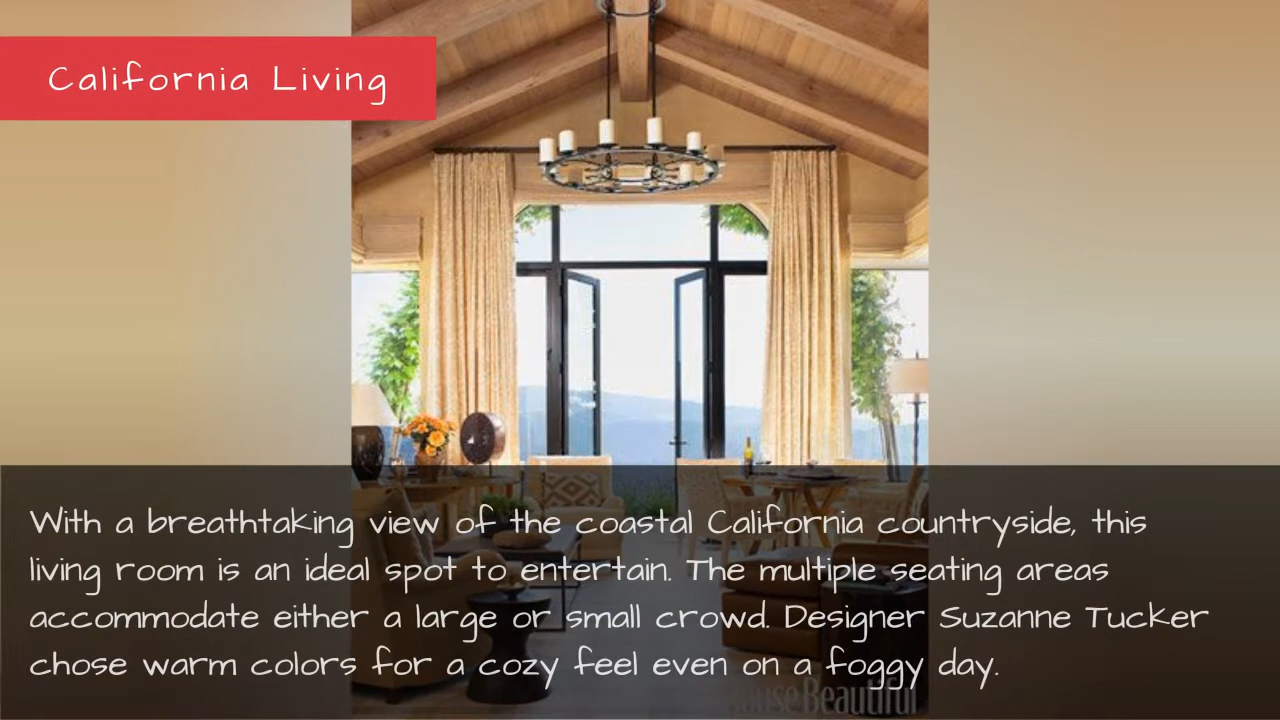 California Living
With a breathtaking view of the coastal California countryside, this
living room is an ideal spot to entertain. The multiple seating areas
accommodate either a large or small crowd. Designer Suzanne Tucker
chose warm colors for a cozy feel even on a foggy day.
House Beautiful